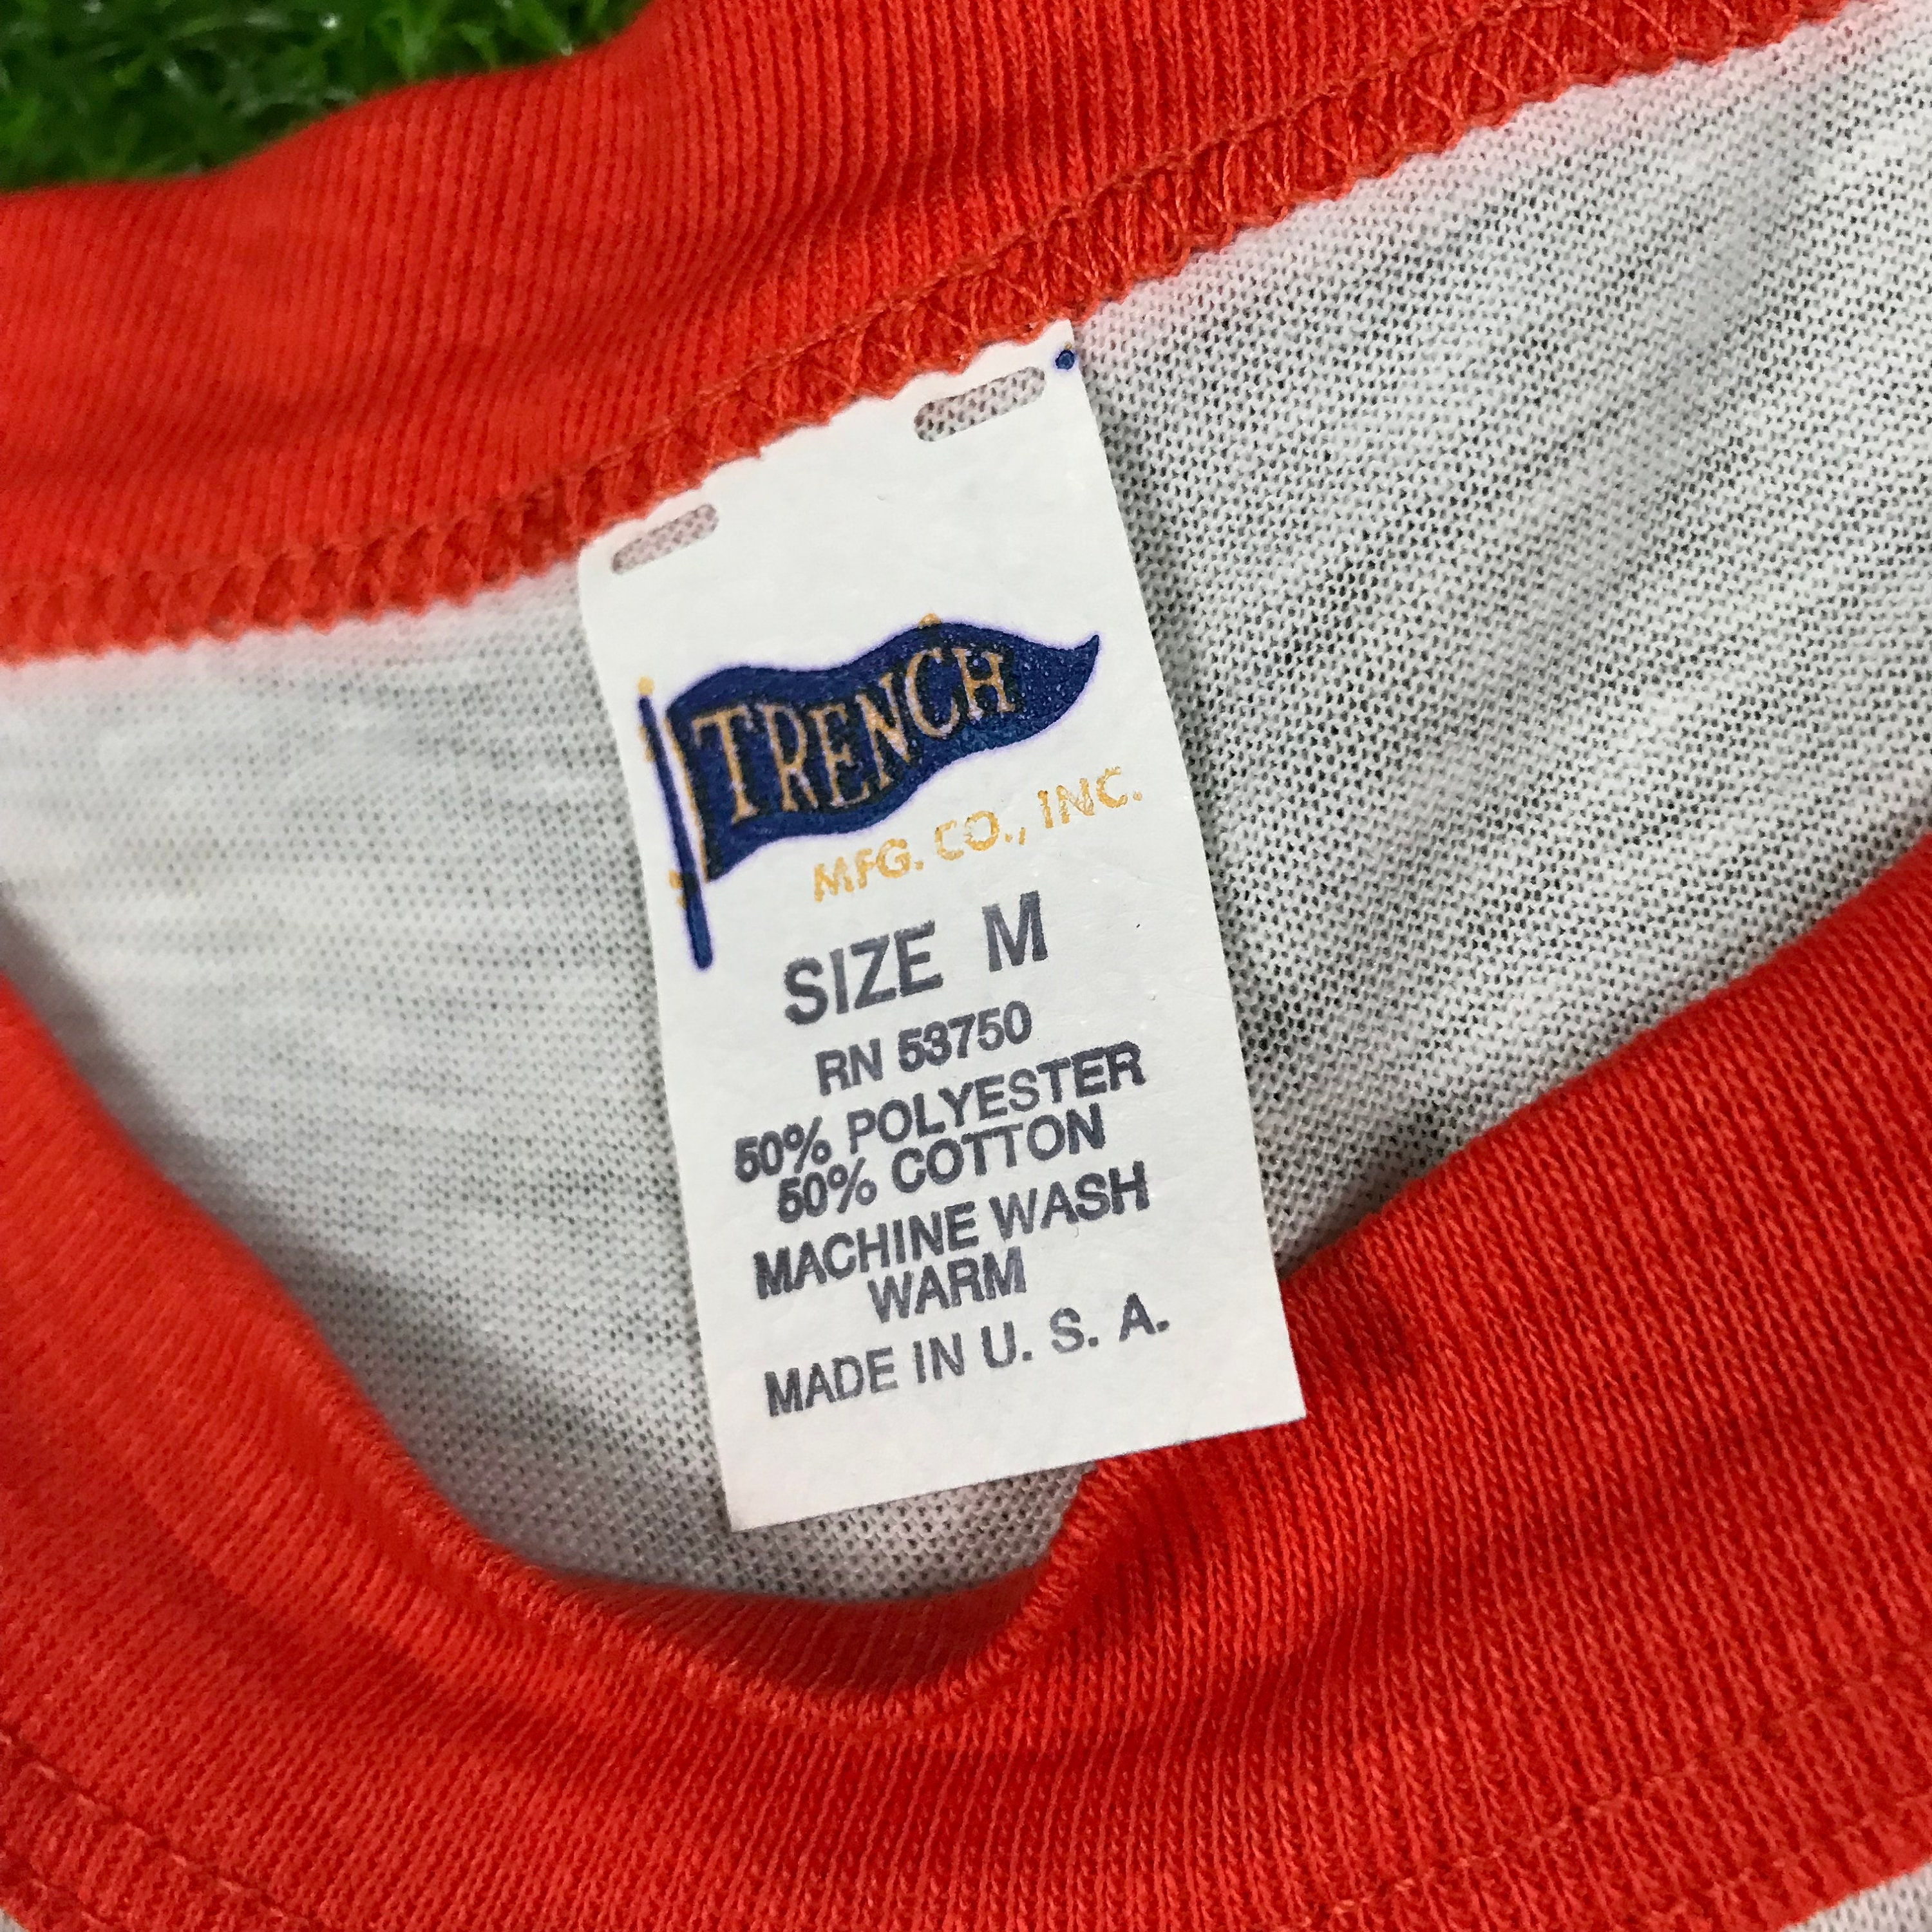 TRENCH
MFG. CO., INC.
SIZE M
RN 53750
50% POLYESTER
50% COTTON
MACHINE WASH
WARM
MADE IN U. S. A.